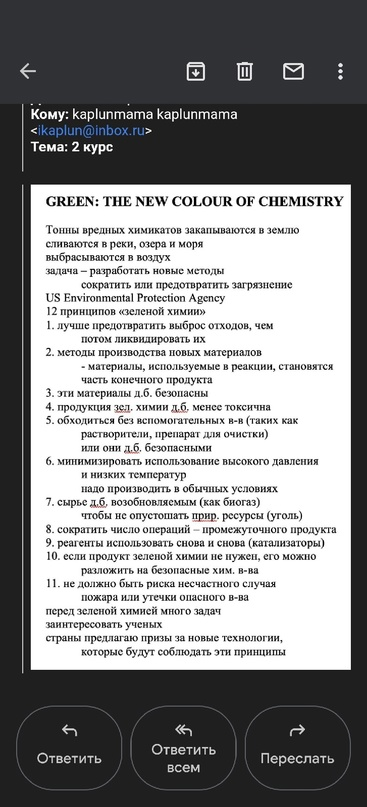 Кому: kaplunmama kaplunmama
<ikaplun@inbox.ru>
Тема: 2 курс
GREEN: THE NEW COLOUR OF CHEMISTRY
Тонны вредных химикатов закапываются в землю
сливаются в реки, озера и моря
выбрасываются в воздух
задача – разработать новые методы
сократить или предотвратить загрязнение
US Environmental Protection Agency
12 принципов «зеленой химии»
1. лучше предотвратить выброс отходов, чем
потом ликвидировать их
2. методы производства новых материалов
- материалы, используемые в реакции, становятся
часть конечного продукта
3. эти материалы д.б. безопасны
4. продукция зел. химии д.б. менее токсична
5. обходиться без вспомогательных в-в (таких как
растворители, препарат для очистки)
или они д.б. безопасными
6. минимизировать использование высокого давления
и низких температур
надо производить в обычных условиях
7. сырье д.б. возобновляемым (как биогаз)
чтобы не опустошать прир. ресурсы (уголь)
8. сократить число операций – промежуточного продукта
9. реагенты использовать снова и снова (катализаторы)
10. если продукт зеленой химии не нужен, его можно
разложить на безопасные хим. в-ва
11. не должно быть риска несчастного случая
пожара или утечки опасного в-ва
перед зеленой химией много задач
заинтересовать ученых
страны предлагаю призы за новые технологии,
которые будут соблюдать эти принципы
Ответить
Ответить
всем
Переслать